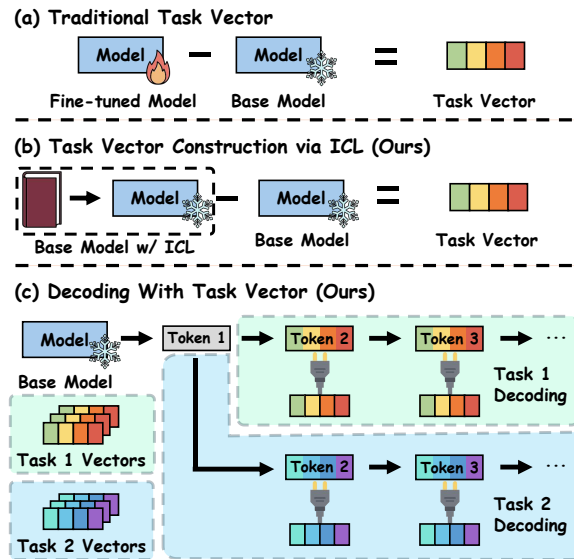 (a) Traditional Task Vector
Model Model
Fine-tuned Model Base Model Task Vector
(b) Task Vector Construction via ICL (Ours)
Model Model
Base Model w/ ICL Base Model Task Vector
(c) Decoding With Task Vector (Ours)
Model Token 1 Token 2 Token 3 ...
Base Model
Task 1
Decoding
Task 1 Vectors
Token 2 Token 3 ...
Task 2
Decoding
Task 2 Vectors